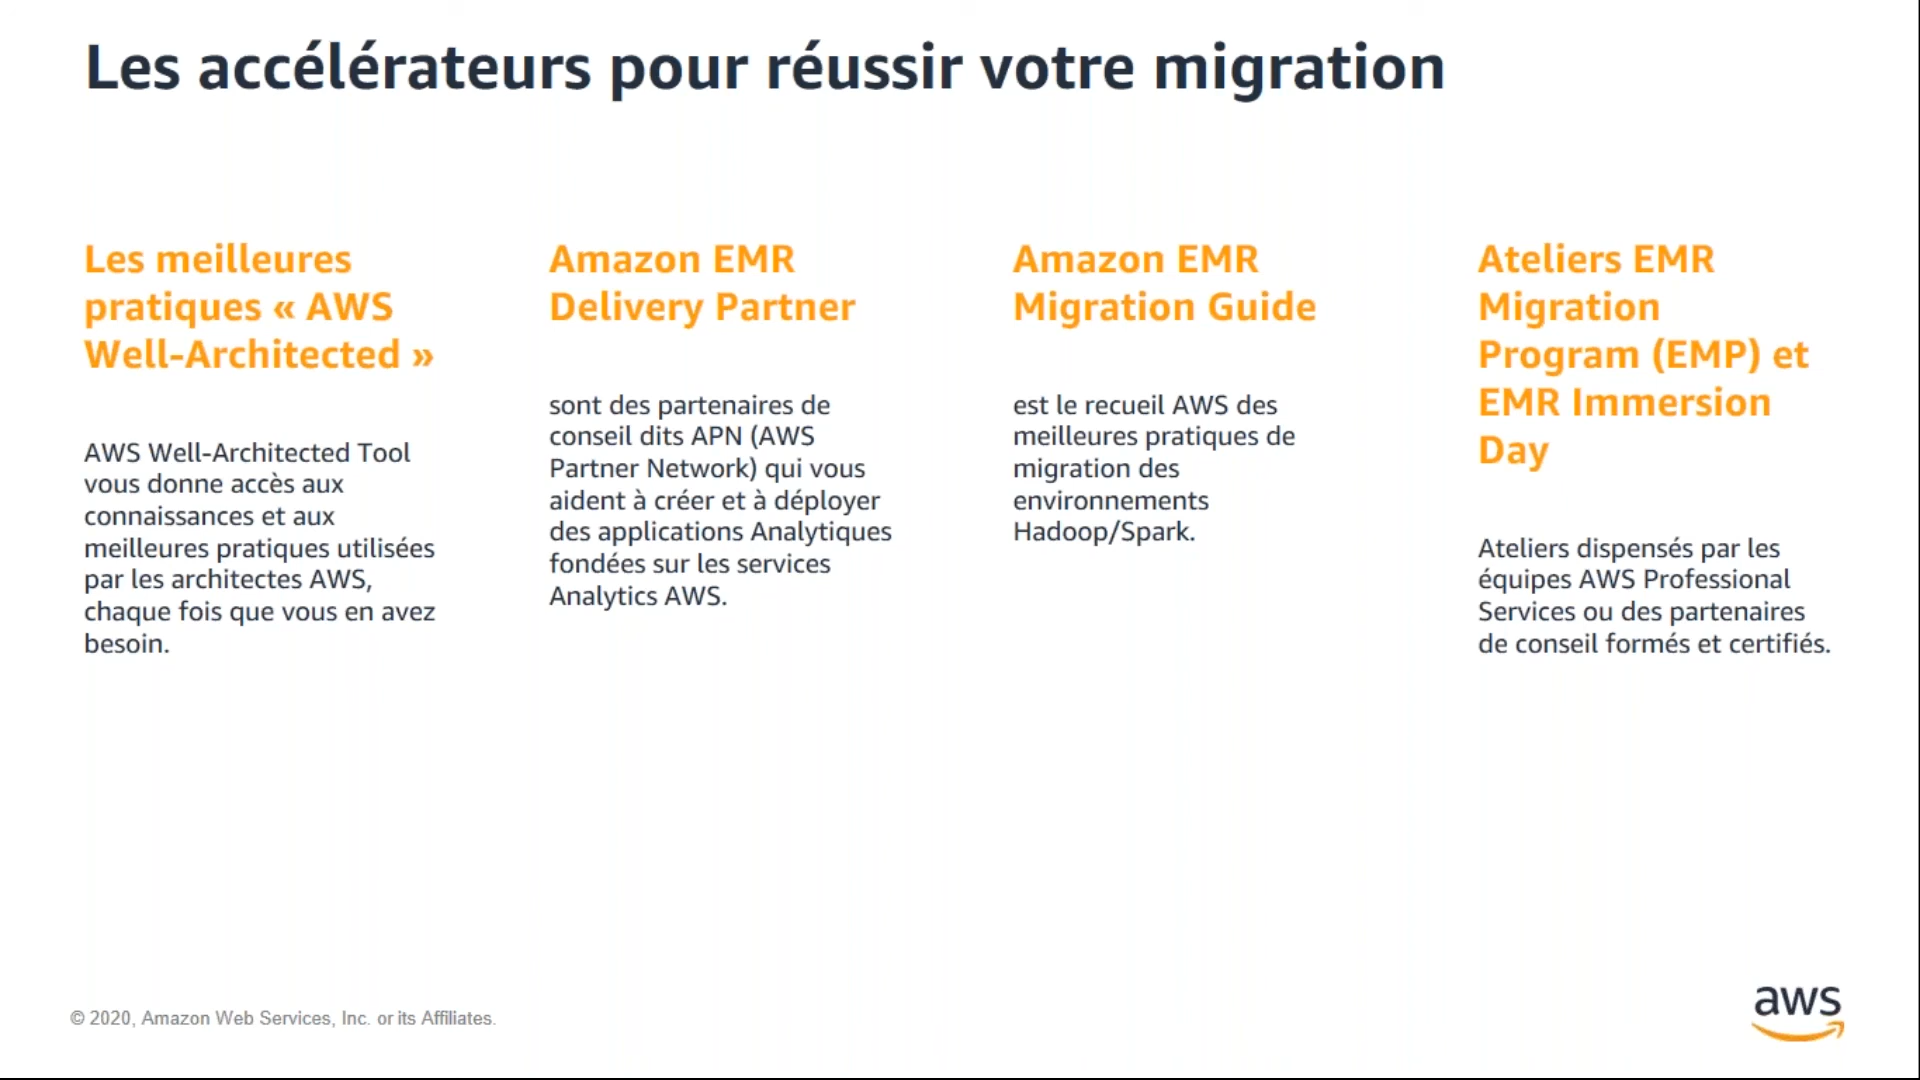 Les accélérateurs pour réussir votre migration
Les meilleures
pratiques « AWS
Well-Architected »
AWS Well-Architected Tool
vous donne accès aux
connaissances et aux
meilleures pratiques utilisées
par les architectes AWS,
chaque fois que vous en avez
besoin.
Amazon EMR
Delivery Partner
sont des partenaires de
conseil dits APN (AWS
Partner Network) qui vous
aident à créer et à déployer
des applications Analytiques
fondées sur les services
Analytics AWS.
Amazon EMR
Migration Guide
est le recueil AWS des
meilleures pratiques de
migration des
environnements
Hadoop/Spark.
Ateliers EMR
Migration
Program (EMP) et
EMR Immersion
Day
Ateliers dispensés par les
équipes AWS Professional
Services ou des partenaires
de conseil formés et certifiés.
© 2020, Amazon Web Services, Inc. or its Affiliates.
aws